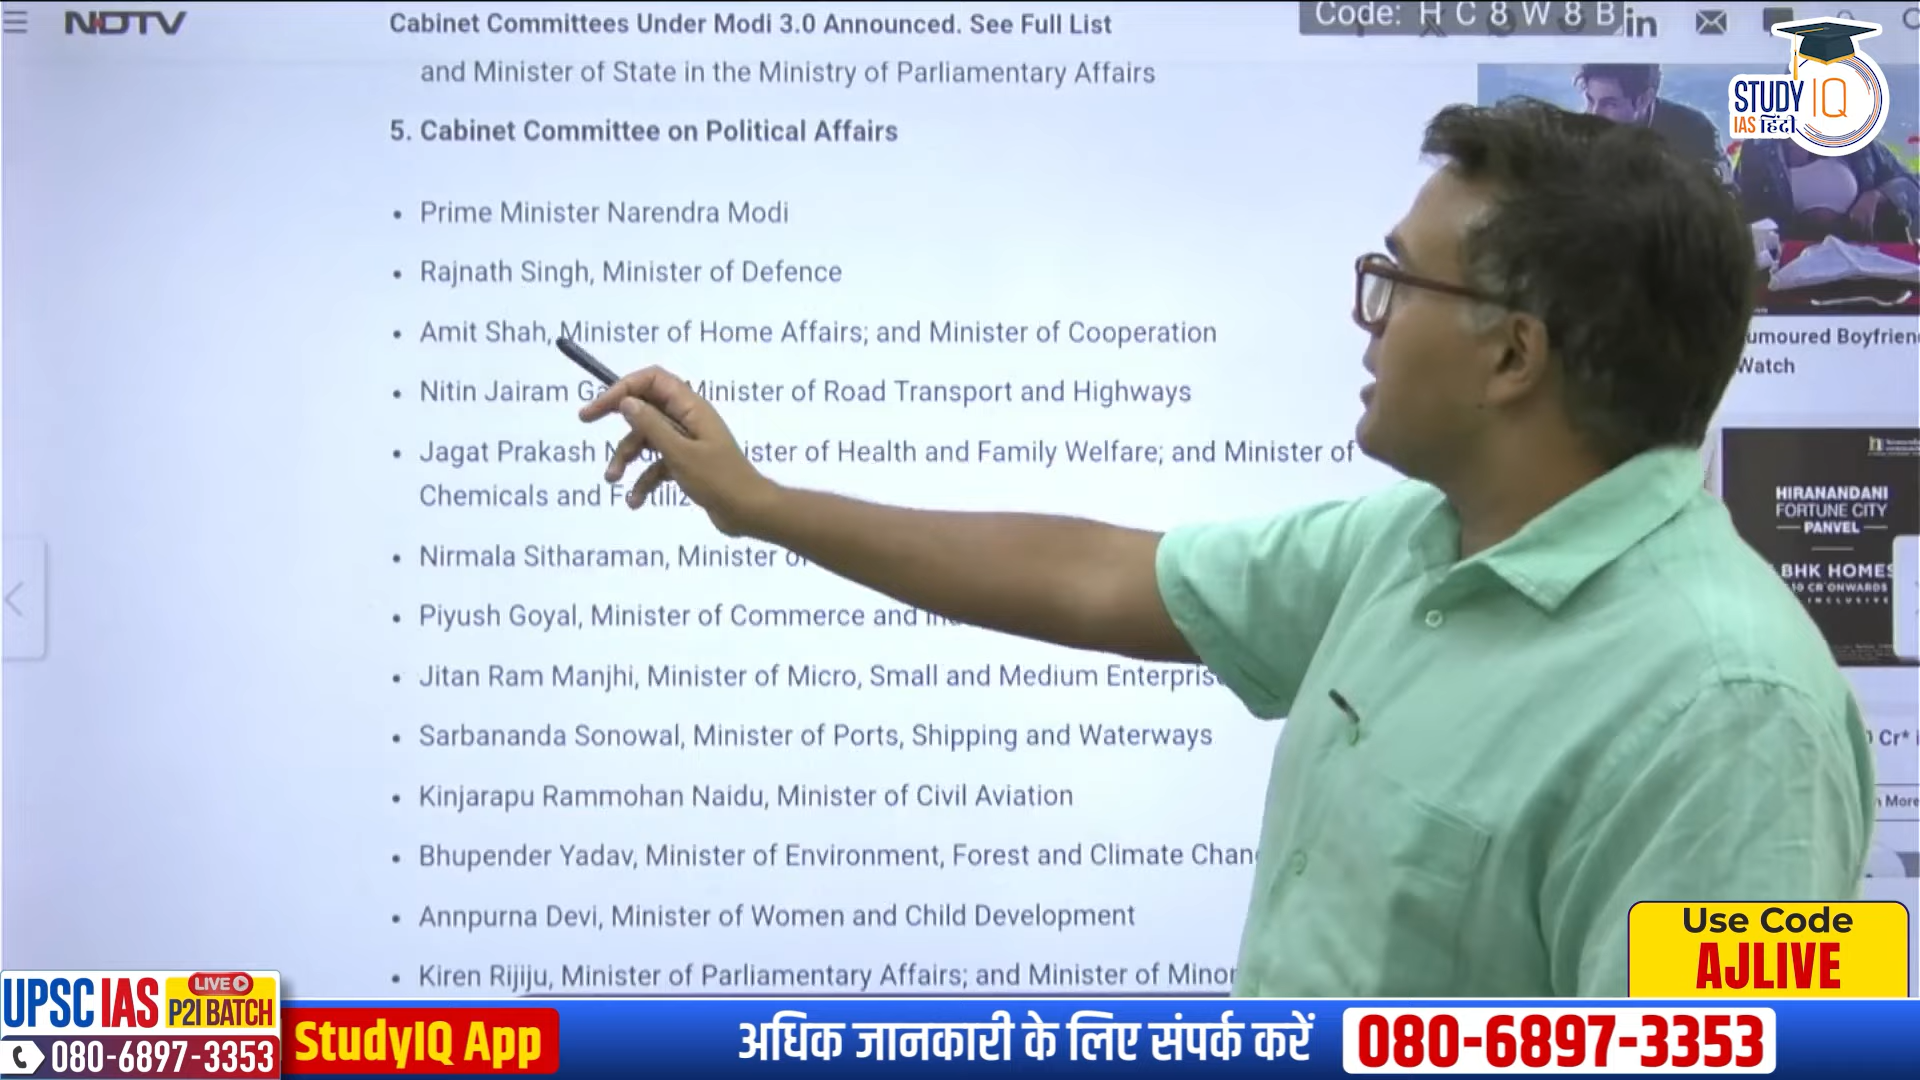 NDTV
Cabinet Committees Under Modi 3.0 Announced. See Full List
Code: H C 8 W 8 B
in
and Minister of State in the Ministry of Parliamentary Affairs
STUDY IQ
IAS हिंदी
5. Cabinet Committee on Political Affairs
• Prime Minister Narendra Modi
• Rajnath Singh, Minister of Defence
• Amit Shah, Minister of Home Affairs; and Minister of Cooperation
• Nitin Jairam Minister of Road Transport and Highways
• Jagat Prakash of Health and Family Welfare; and Minister of
Chemicals and
• Nirmala Sitharaman, Minister
• Piyush Goyal, Minister of Commerce and
• Jitan Ram Manjhi, Minister of Micro, Small and Medium
• Sarbananda Sonowal, Minister of Ports, Shipping and Waterways
• Kinjarapu Rammohan Naidu, Minister of Civil Aviation
• Bhupender Yadav, Minister of Environment, Forest and Climate
• Annpurna Devi, Minister of Women and Child Development
• Kiren Rijiju, Minister of Parliamentary Affairs; and Minister of
Watch
HIRANANDANI
FORTUNE CITY
PANVEL
BHK HOMES
CR ONWARDS
Cr*
More
Use Code
AJLIVE
UPSC IAS LIVE
P2I BATCH
080-6897-3353
StudyIQ App
अधिक जानकारी के लिए संपर्क करें
080-6897-3353